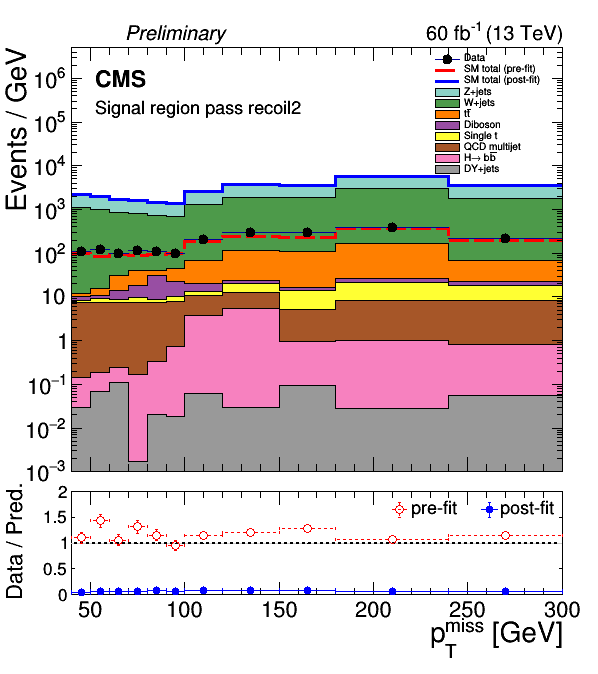 Preliminary 60 fb⁻¹ (13 TeV)
CMS
Signal region pass recoil2
Data
SM total (pre-fit)
SM total (post-fit)
Z+jets
W+jets
tt̅
Diboson
Single t
QCD multijet
H→ bb̅
DY+jets
Events / GeV
10⁶
10⁵
10⁴
10³
10²
10
1
10⁻¹
10⁻²
10⁻³
Data / Pred.
2
1.5
1
0.5
0
pre-fit post-fit
50 100 150 200 250 300
p_T^miss [GeV]